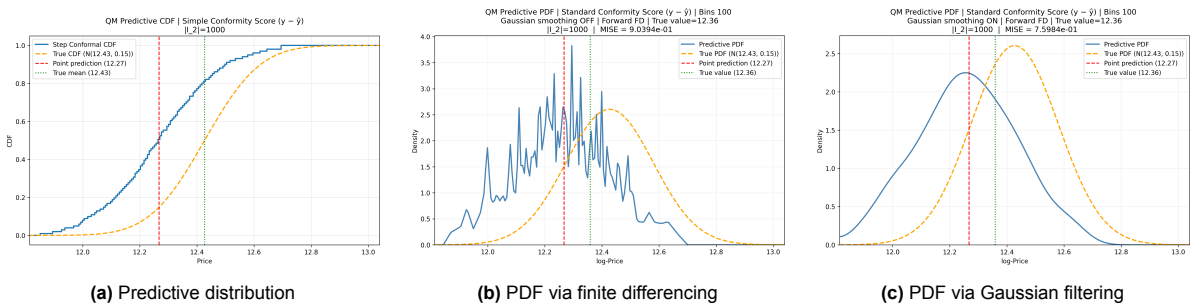 QM Predictive CDF | Simple Conformity Score (y − ŷ)
|I_2|=1000
Step Conformal CDF
True CDF (N(12.43, 0.15))
Point prediction (12.27)
True mean (12.43)
CDF
1.0
0.8
0.6
0.4
0.2
0.0
12.0 12.2 12.4 12.6 12.8 13.0
Price
(a) Predictive distribution
QM Predictive PDF | Standard Conformity Score (y − ŷ) | Bins 100
Gaussian smoothing OFF | Forward FD | True value=12.36
|I_2|=1000 | MISE = 9.0394e-01
Predictive PDF
True PDF (N(12.43, 0.15))
Point prediction (12.27)
True value (12.36)
Density
4.0
3.5
3.0
2.5
2.0
1.5
1.0
0.5
0.0
12.0 12.2 12.4 12.6 12.8 13.0
log-Price
(b) PDF via finite differencing
QM Predictive PDF | Standard Conformity Score (y − ŷ) | Bins 100
Gaussian smoothing ON | Forward FD | True value=12.36
|I_2|=1000 | MISE = 7.5984e-01
Predictive PDF
True PDF (N(12.43, 0.15))
Point prediction (12.27)
True value (12.36)
Density
2.5
2.0
1.5
1.0
0.5
0.0
12.0 12.2 12.4 12.6 12.8 13.0
log-Price
(c) PDF via Gaussian filtering